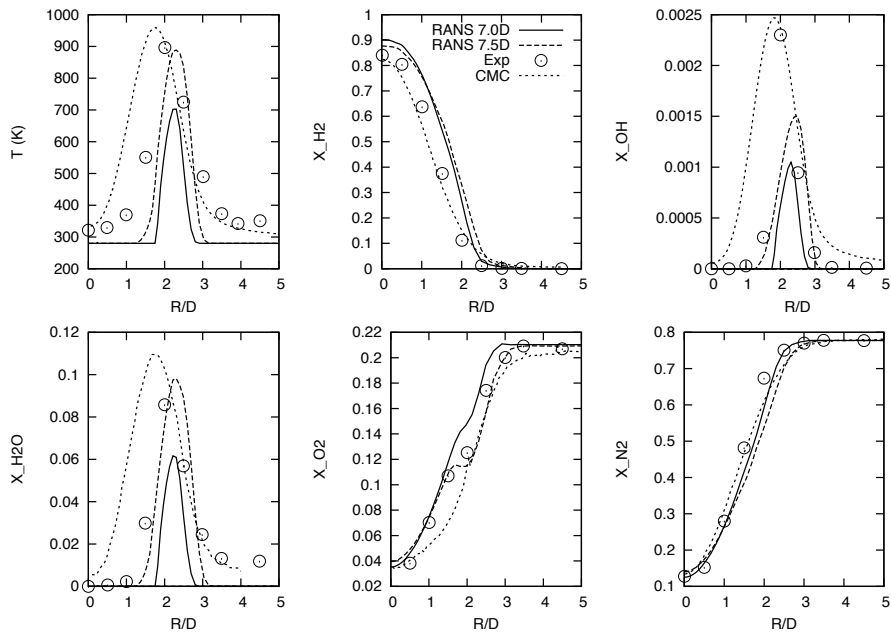 1000
900
800
700
600
500
400
300
200
T (K)
0 1 2 3 4 5
R/D
1
0.9
0.8
0.7
0.6
0.5
0.4
0.3
0.2
0.1
0
X_H2
RANS 7.0D
RANS 7.5D
Exp
CMC
0 1 2 3 4 5
R/D
0.0025
0.002
0.0015
0.001
0.0005
0
X_OH
0 1 2 3 4 5
R/D
0.12
0.1
0.08
0.06
0.04
0.02
0
X_H2O
0 1 2 3 4 5
R/D
0.22
0.20
0.18
0.16
0.14
0.12
0.10
0.08
0.06
0.04
0.02
X_O2
0 1 2 3 4 5
R/D
0.8
0.7
0.6
0.5
0.4
0.3
0.2
0.1
X_N2
0 1 2 3 4 5
R/D